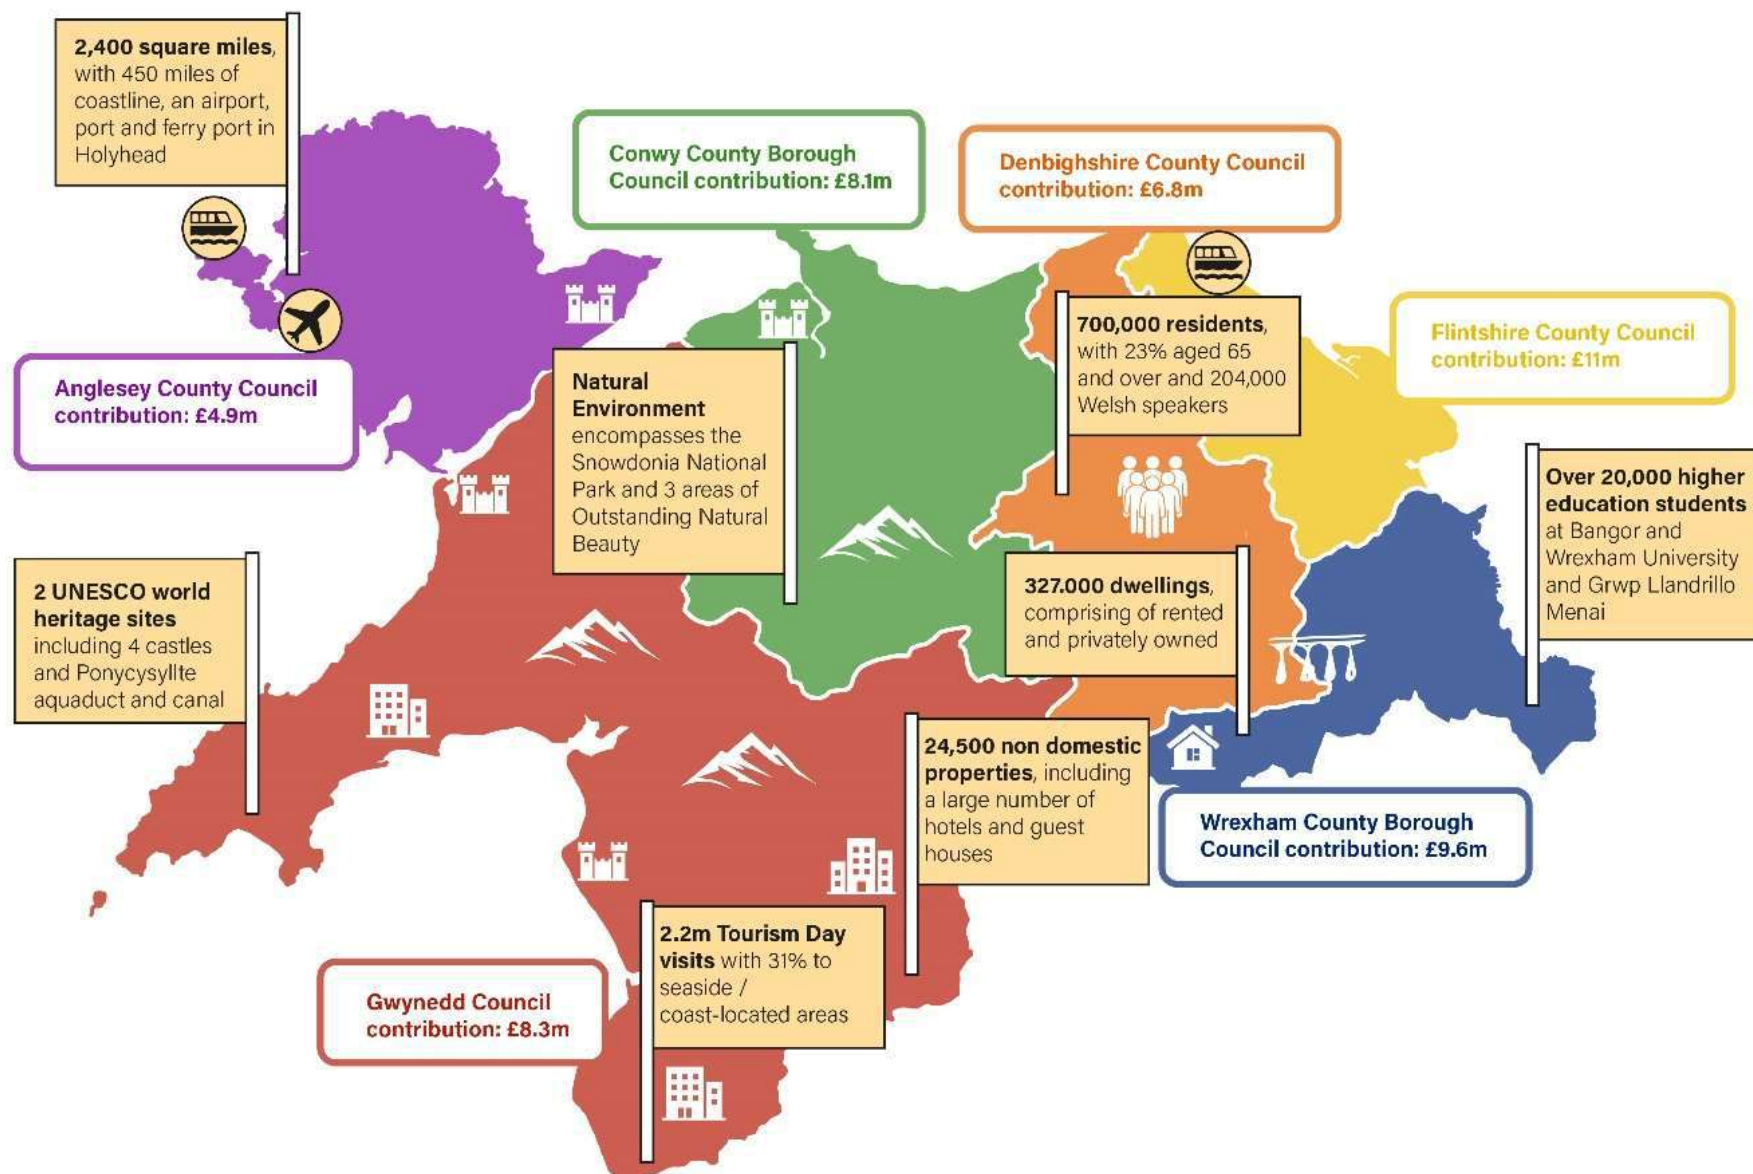 2,400 square miles,
with 450 miles of
coastline, an airport,
port and ferry port in
Holyhead
Conwy County Borough
Council contribution: £8.1m
Denbighshire County Council
contribution: £6.8m
700,000 residents,
with 23% aged 65
and over and 204,000
Welsh speakers
Flintshire County Council
contribution: £11m
Anglesey County Council
contribution: £4.9m
Natural
Environment
encompasses the
Snowdonia National
Park and 3 areas of
Outstanding Natural
Beauty
Over 20,000 higher
education students
at Bangor and
Wrexham University
and Grwp Llandrillo
Menai
2 UNESCO world
heritage sites
including 4 castles
and Ponycysyllte
aquaduct and canal
327.000 dwellings,
comprising of rented
and privately owned
24,500 non domestic
properties, including
a large number of
hotels and guest
houses
Wrexham County Borough
Council contribution: £9.6m
2.2m Tourism Day
visits with 31% to
seaside /
coast-located areas
Gwynedd Council
contribution: £8.3m